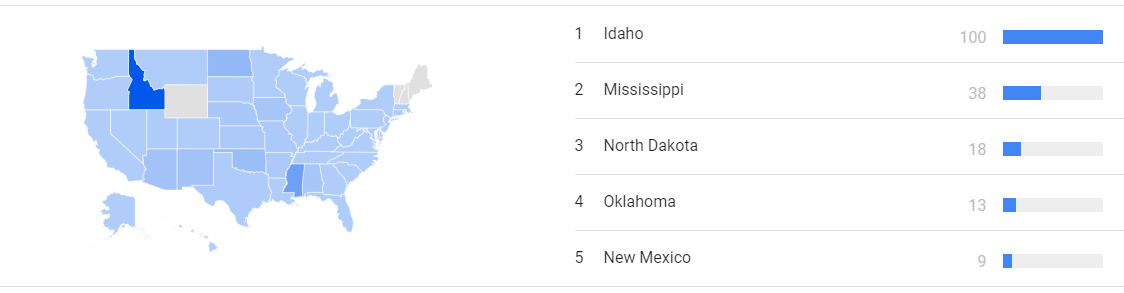 1 Idaho 100
2 Mississippi 38
3 North Dakota 18
4 Oklahoma 13
5 New Mexico 9